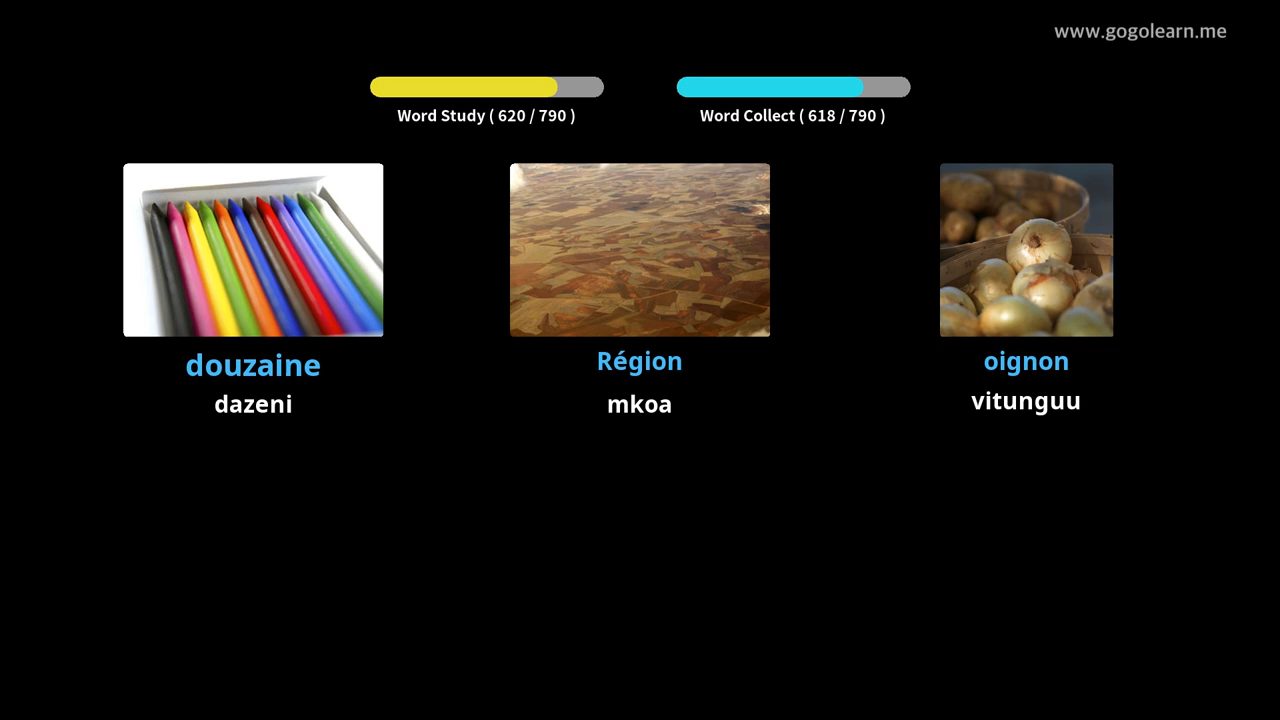 www.gogolearn.me
Word Study ( 620 / 790 )
Word Collect ( 618 / 790 )
douzaine
dazeni
Région
mkoa
oignon
vitunguu